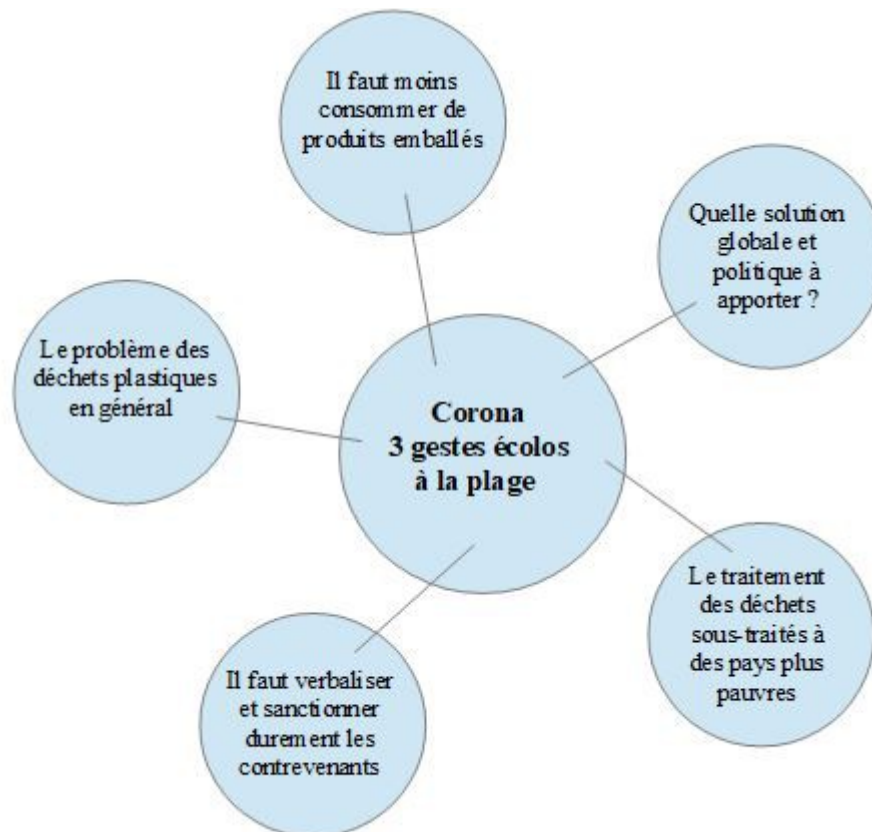 Il faut moins
consommer de
produits emballés
Quelle solution
globale et
politique à
apporter ?
Le problème des
déchets plastiques
en général
Corona
3 gestes écolos
à la plage
Le traitement
des déchets
sous-traités à
des pays plus
pauvres
Il faut verbaliser
et sanctionner
durement les
contrevenants